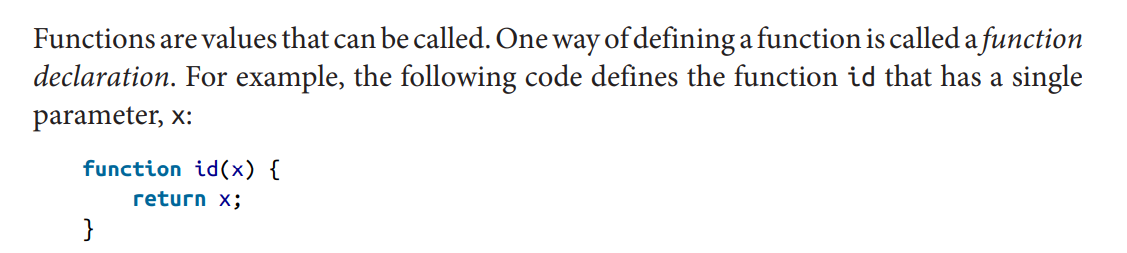 Functions are values that can be called. One way of defining a function is called a function
declaration. For example, the following code defines the function id that has a single
parameter, x:
function id(x) {
    return x;
}